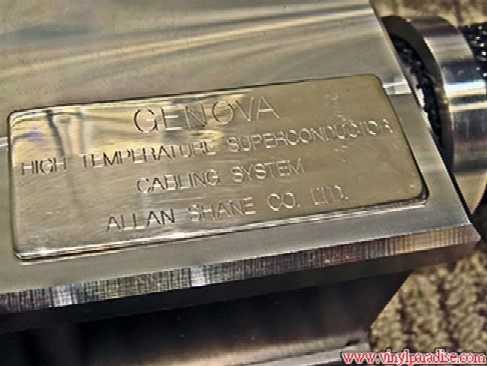 GENOVA
HIGH TEMPERATURE SUPERCONDUCTOR
CABLING SYSTEM
ALLAN SHANE CO. LTD.
www.vinylparadise.com